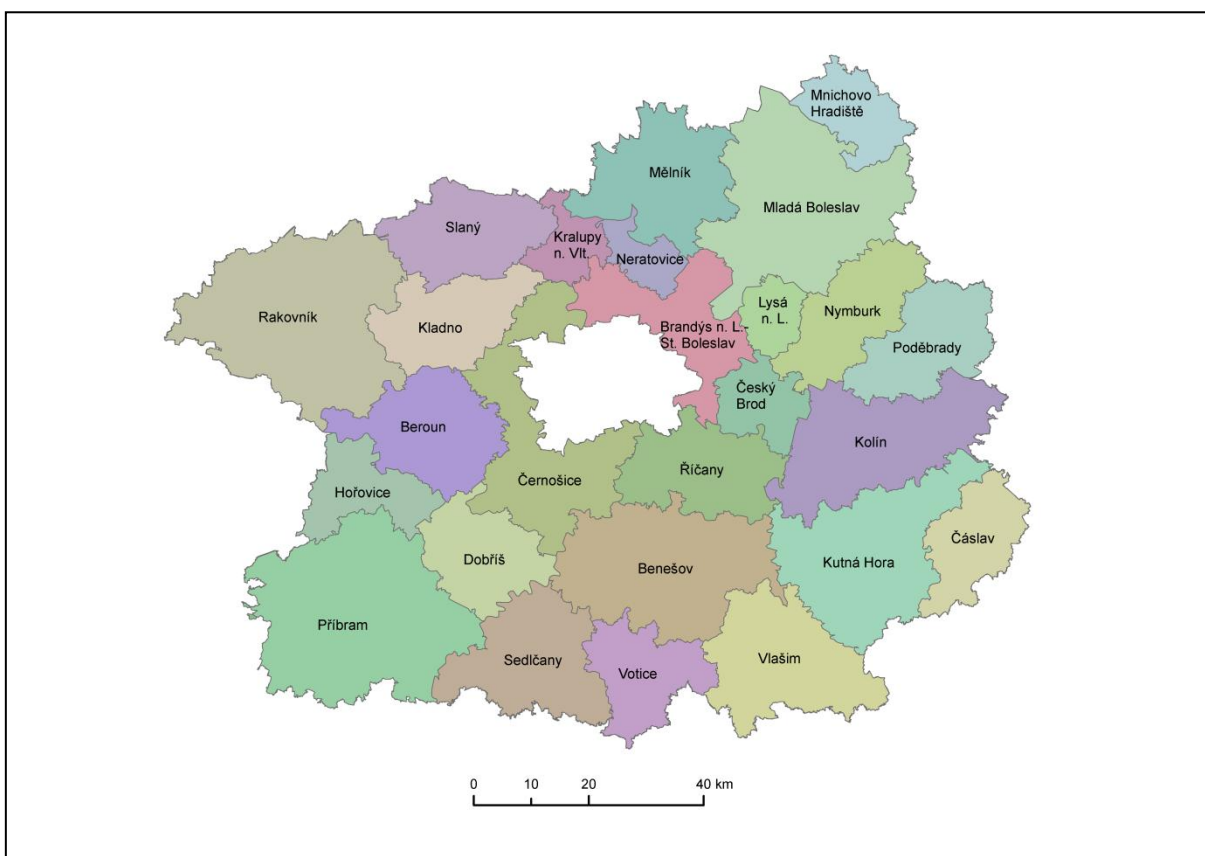 Mnichovo
Hradiště
Mělník
Mladá Boleslav
Slaný
Kralupy
n. Vlt.
Neratovice
Lysá
n. L.
Nymburk
Rakovník
Kladno
Brandýs n. L.-
St. Boleslav
Poděbrady
Český
Brod
Beroun
Kolín
Říčany
Černošice
Hořovice
Čáslav
Dobříš
Benešov
Kutná Hora
Příbram
Sedlčany
Votice
Vlašim
0 10 20 40 km